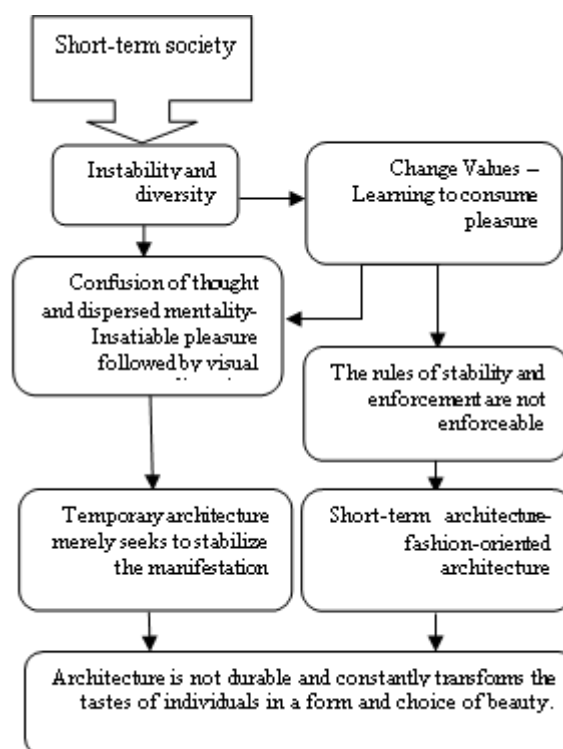 Short-term society
Instability and
diversity
Change Values –
Learning to consume
pleasure
Confusion of thought
and dispersed mentality-
Insatiable pleasure
followed by visual
The rules of stability and
enforcement are not
enforceable
Temporary architecture
merely seeks to stabilize
the manifestation
Short-term architecture-
fashion-oriented
architecture
Architecture is not durable and constantly transforms the
tastes of individuals in a form and choice of beauty.